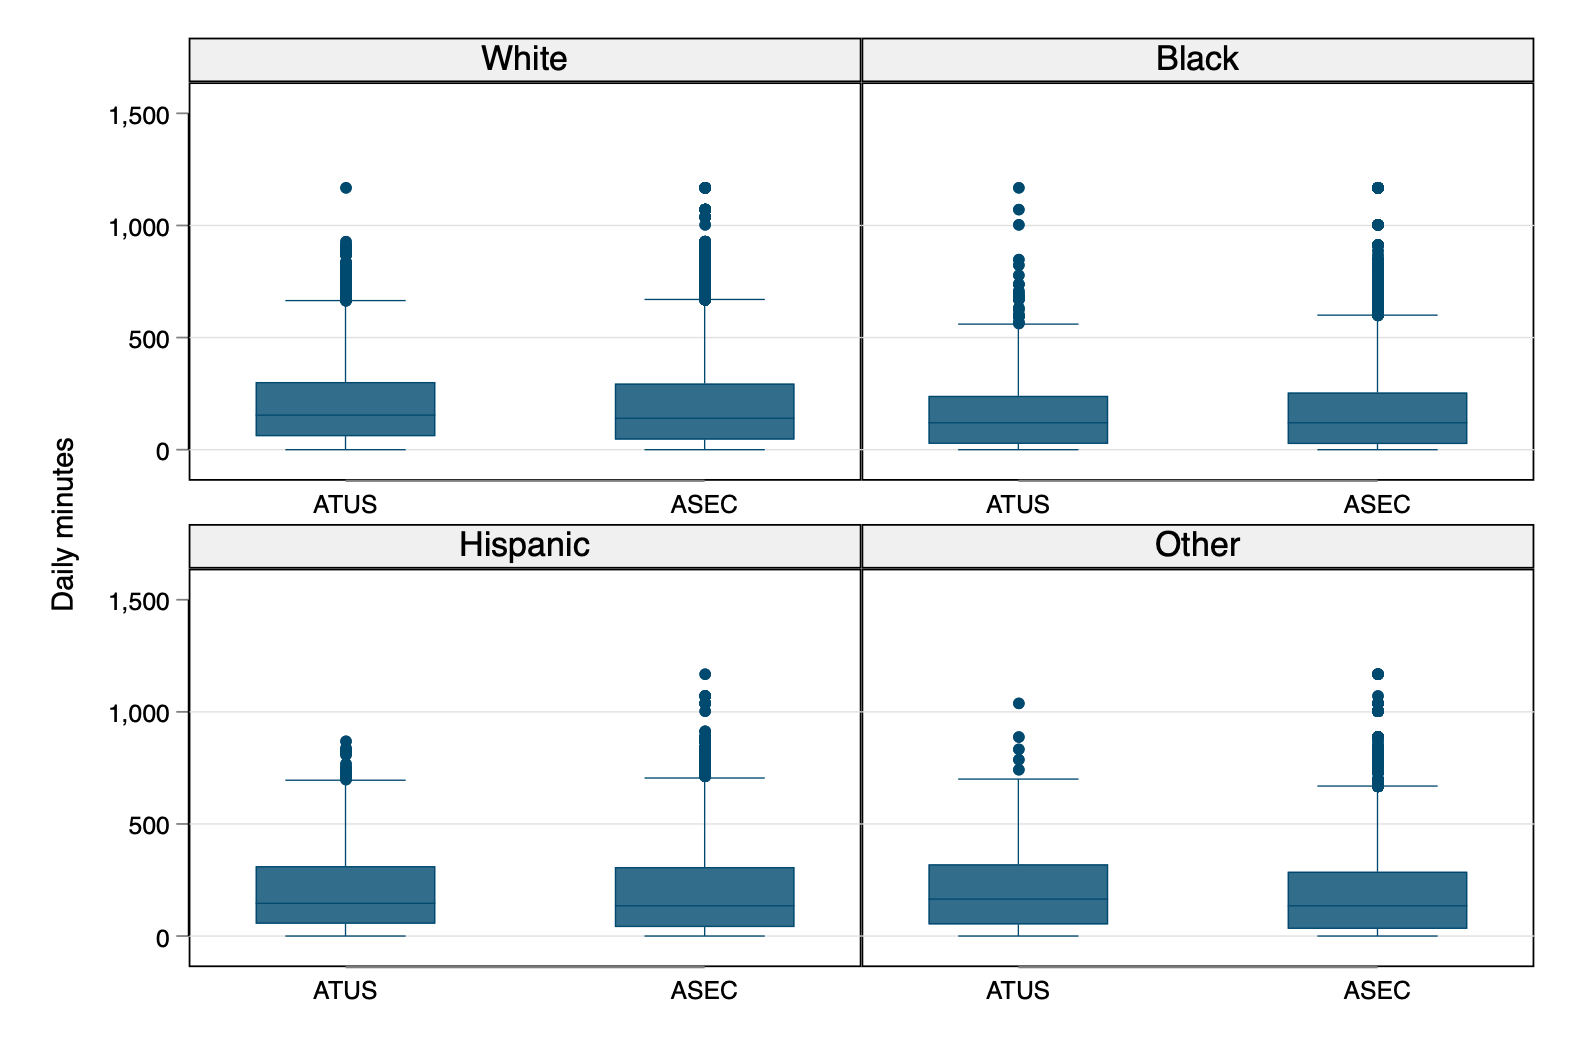 White
Black
1,500
1,000
500
0
ATUS
ASEC
ATUS
ASEC
Daily minutes
Hispanic
Other
1,500
1,000
500
0
ATUS
ASEC
ATUS
ASEC